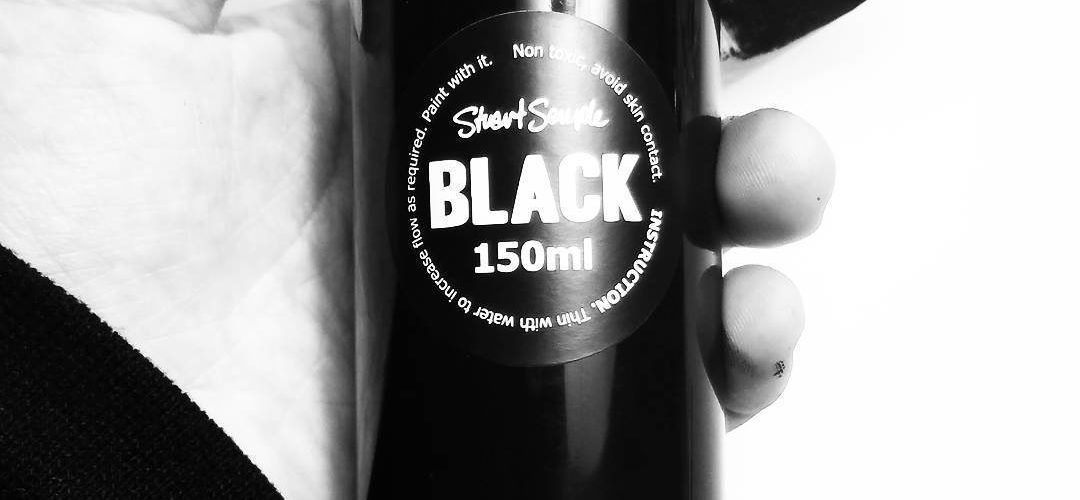 Stuart Semple
BLACK
150ml
Non toxic, avoid skin contact.
INSTRUCTION. Thin with water to increase flow as required. Paint with it.